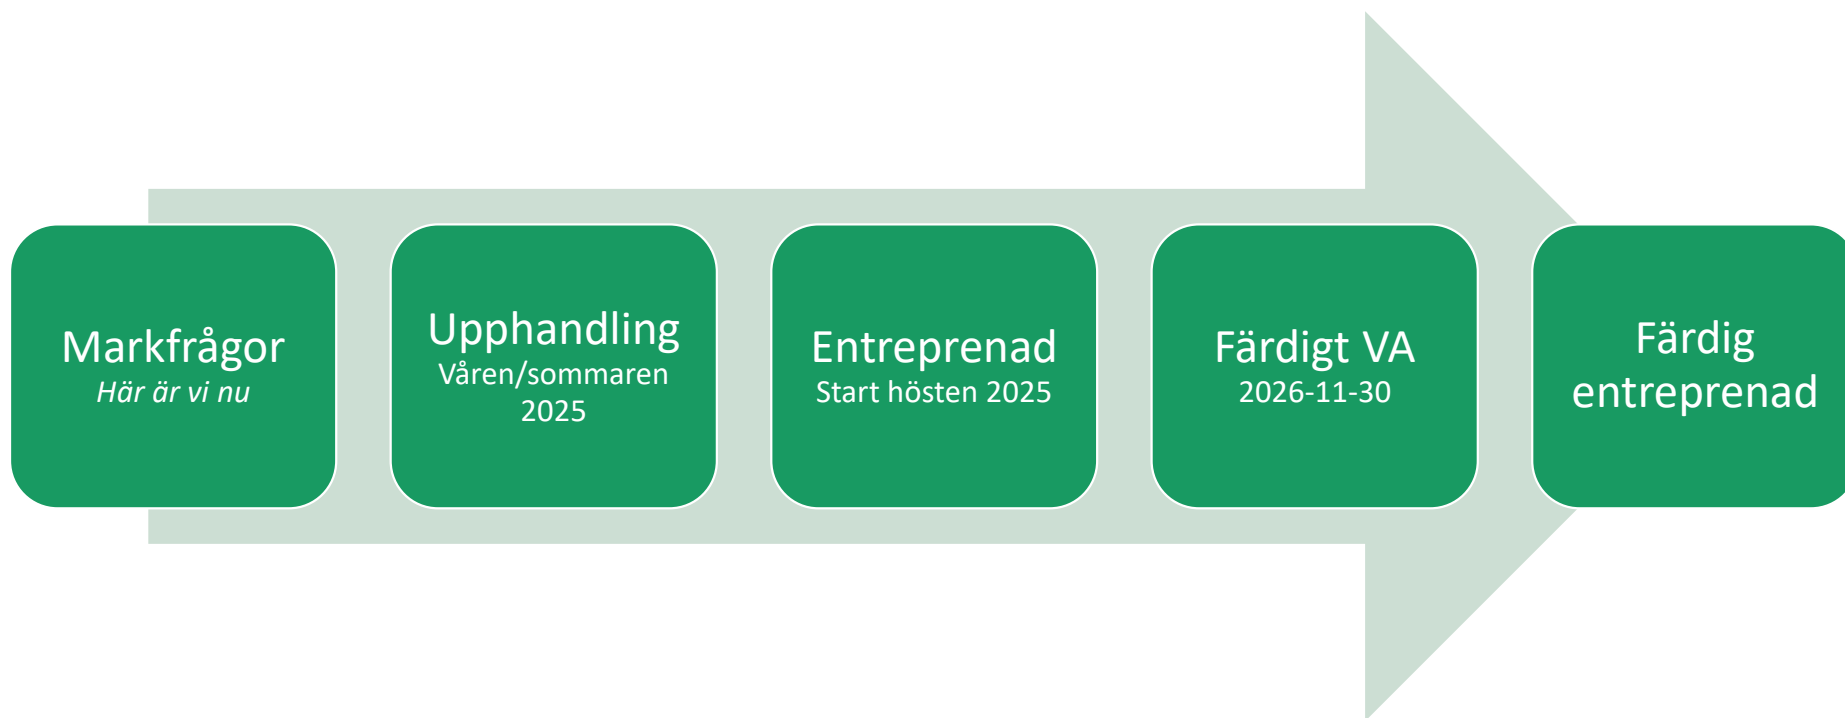 Markfrågor
Här är vi nu
Upphandling
Våren/sommaren
2025
Entreprenad
Start hösten 2025
Färdigt VA
2026-11-30
Färdig
entreprenad